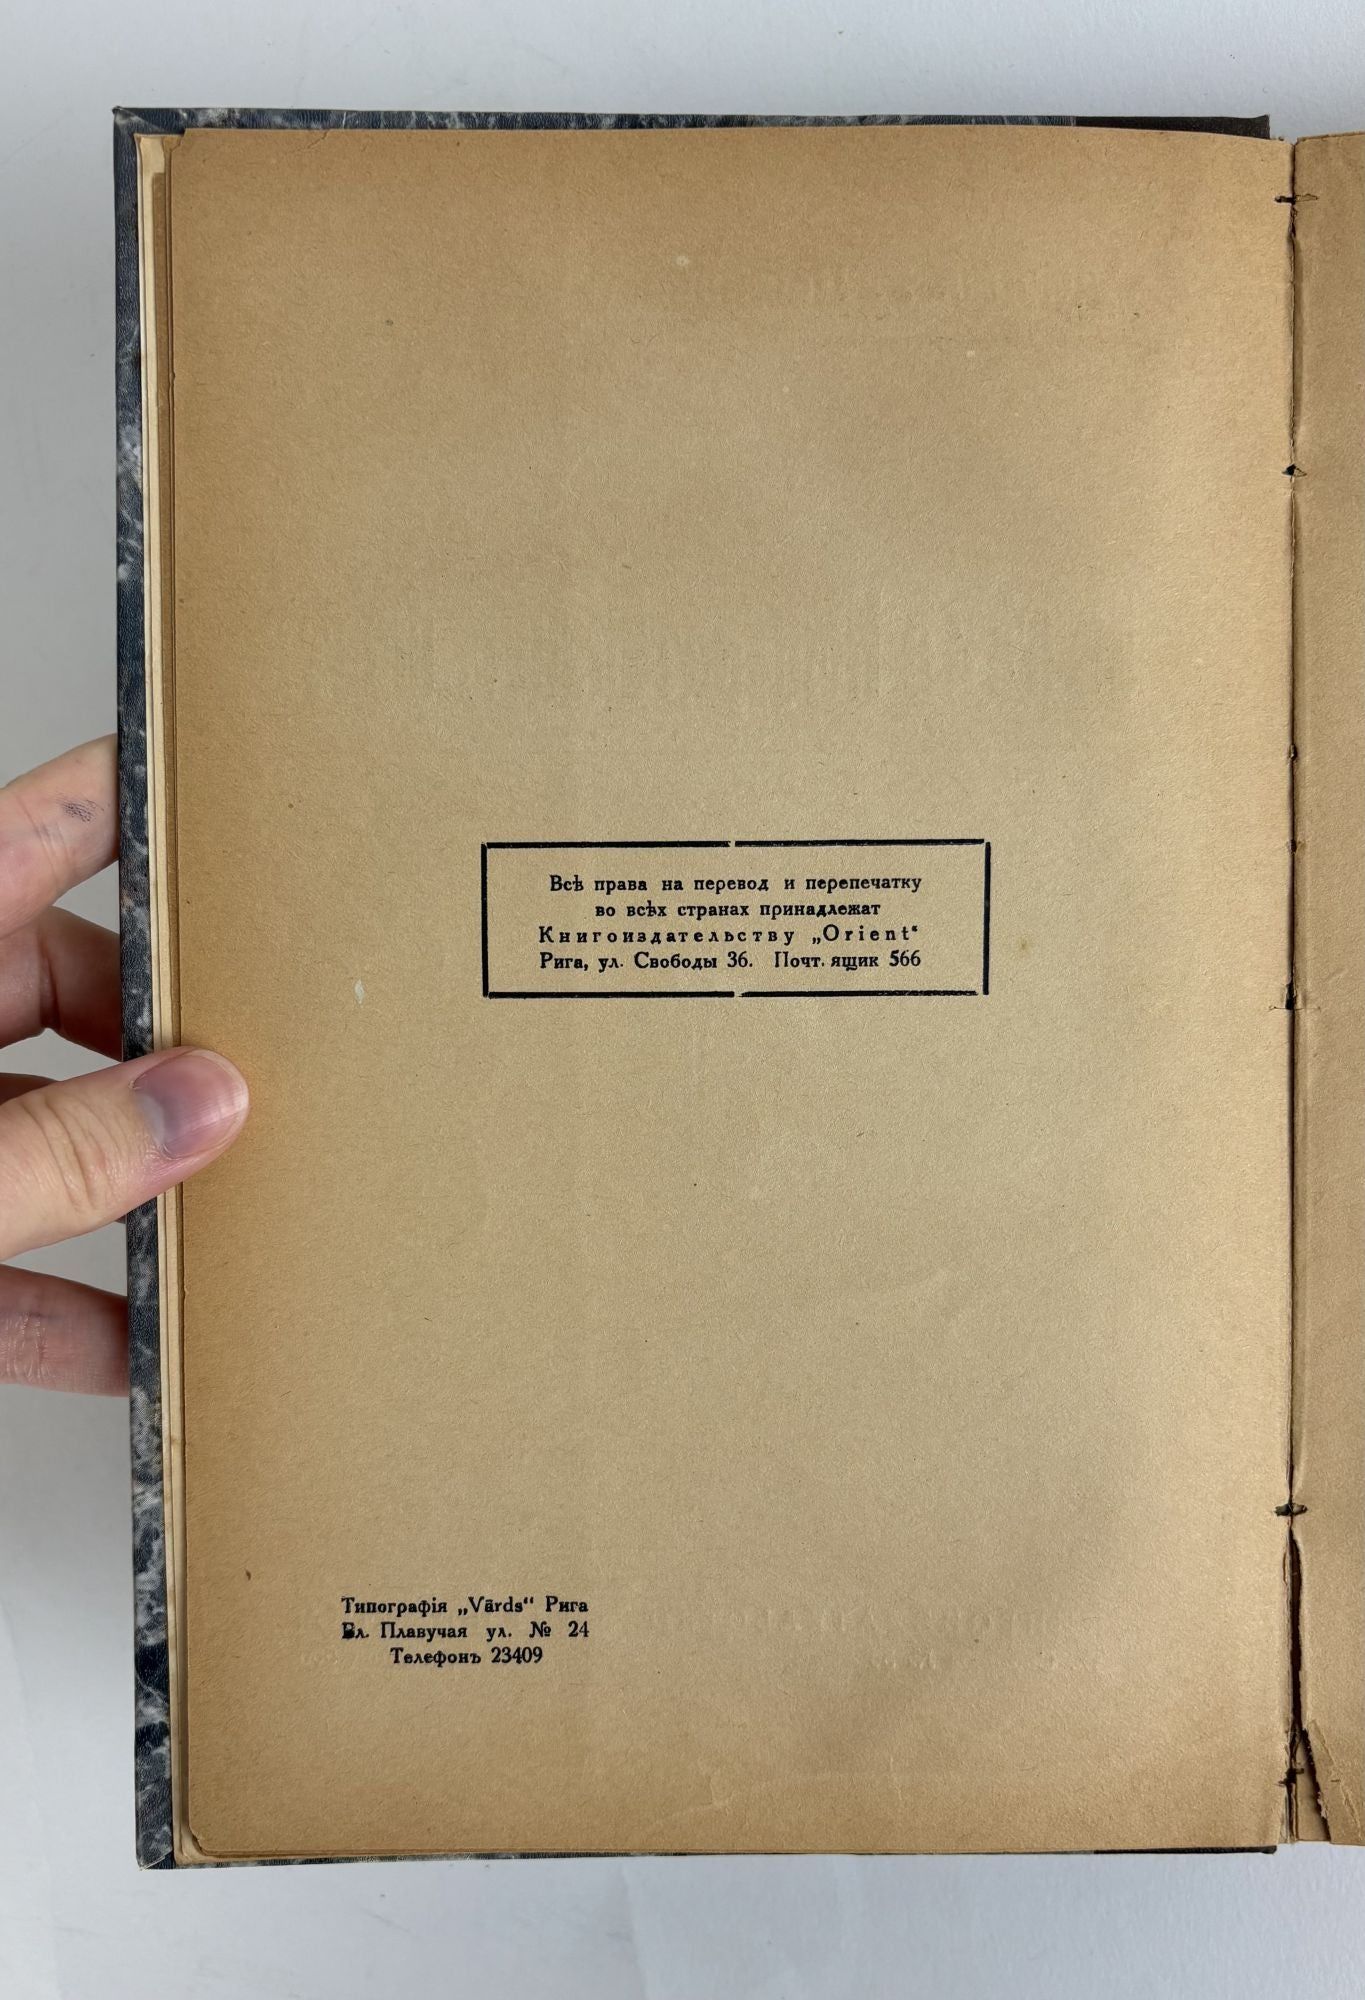 Всѣ права на перевод и перепечатку
во всѣх странах принадлежат
Книгоиздательству „Orient“
Рига, ул. Свободы 36. Почт. ящик 566
Типографія „Vārds“ Рига
Бл. Плавучая ул. № 24
Телефонъ 23409